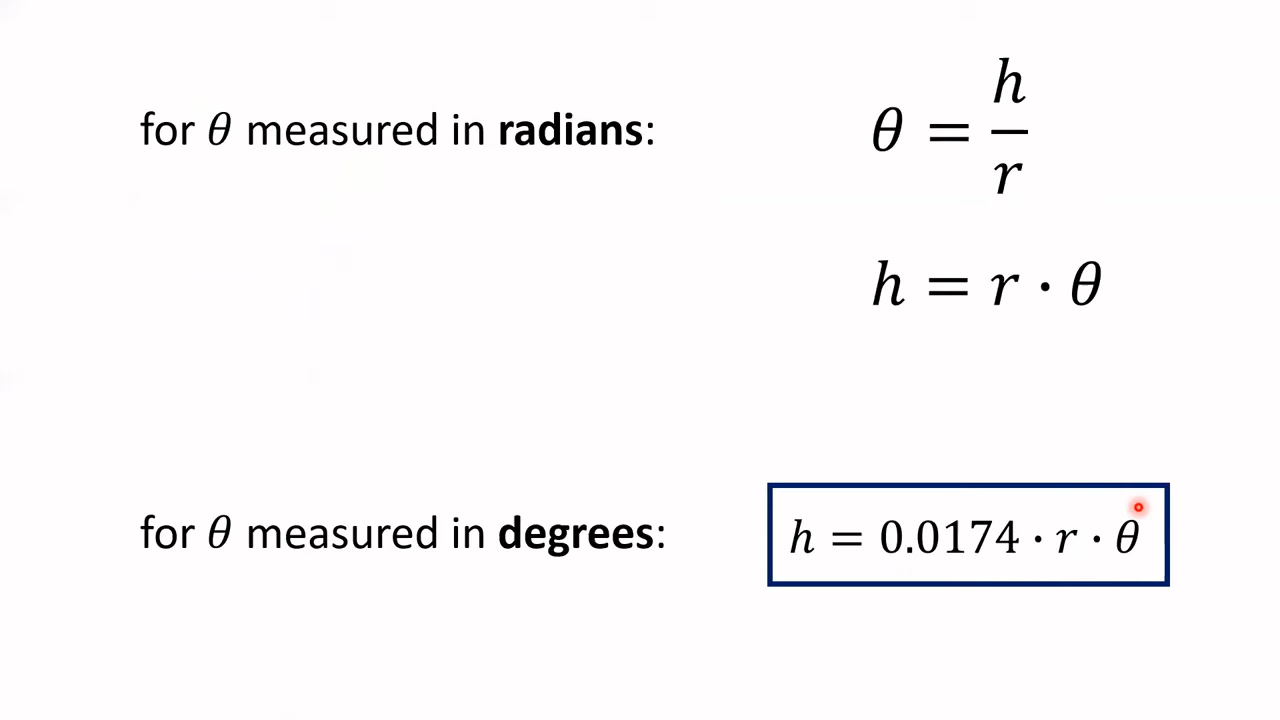 for θ measured in radians: θ = h/r
h = r · θ
for θ measured in degrees: h = 0.0174 · r · θ